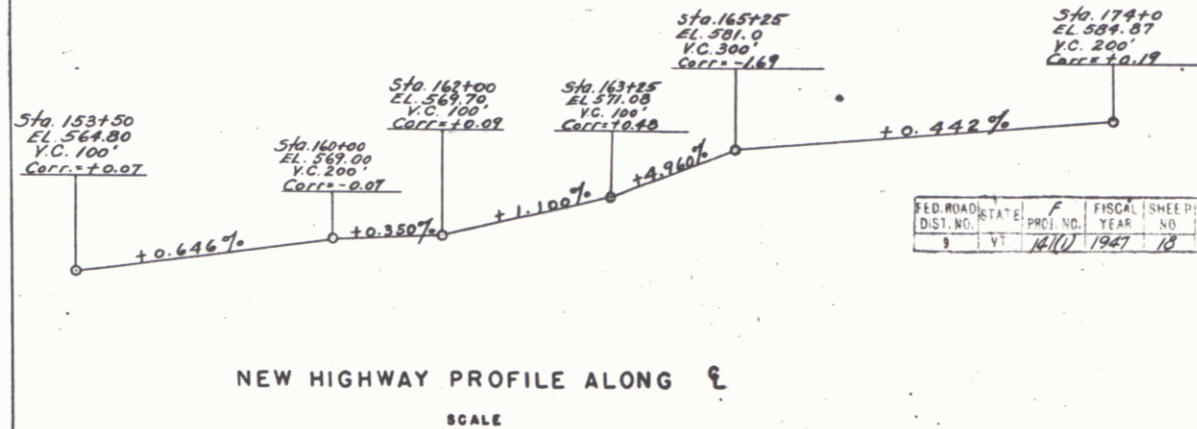 Sta. 153+50
EL. 564.80
V.C. 100'
Corr. = +0.07
+0.646%
Sta. 160+00
EL. 569.00
V.C. 200'
Corr = -0.07
+0.350%
Sta. 162+00
EL. 569.70
V.C. 100'
Corr = +0.09
+1.100%
Sta. 163+25
EL 571.08
V.C. 100'
Corr = +0.48
+4.960%
Sta. 165+25
EL. 581.0
V.C. 300'
Corr = -1.69
+0.442%
Sta. 174+0
EL 584.87
V.C. 200'
Corr = +0.19
FED. ROAD DIST. NO. STATE F PROJ. NO. FISCAL YEAR SHEET NO
VT 141(1) 1947 18
NEW HIGHWAY PROFILE ALONG ℄
SCALE